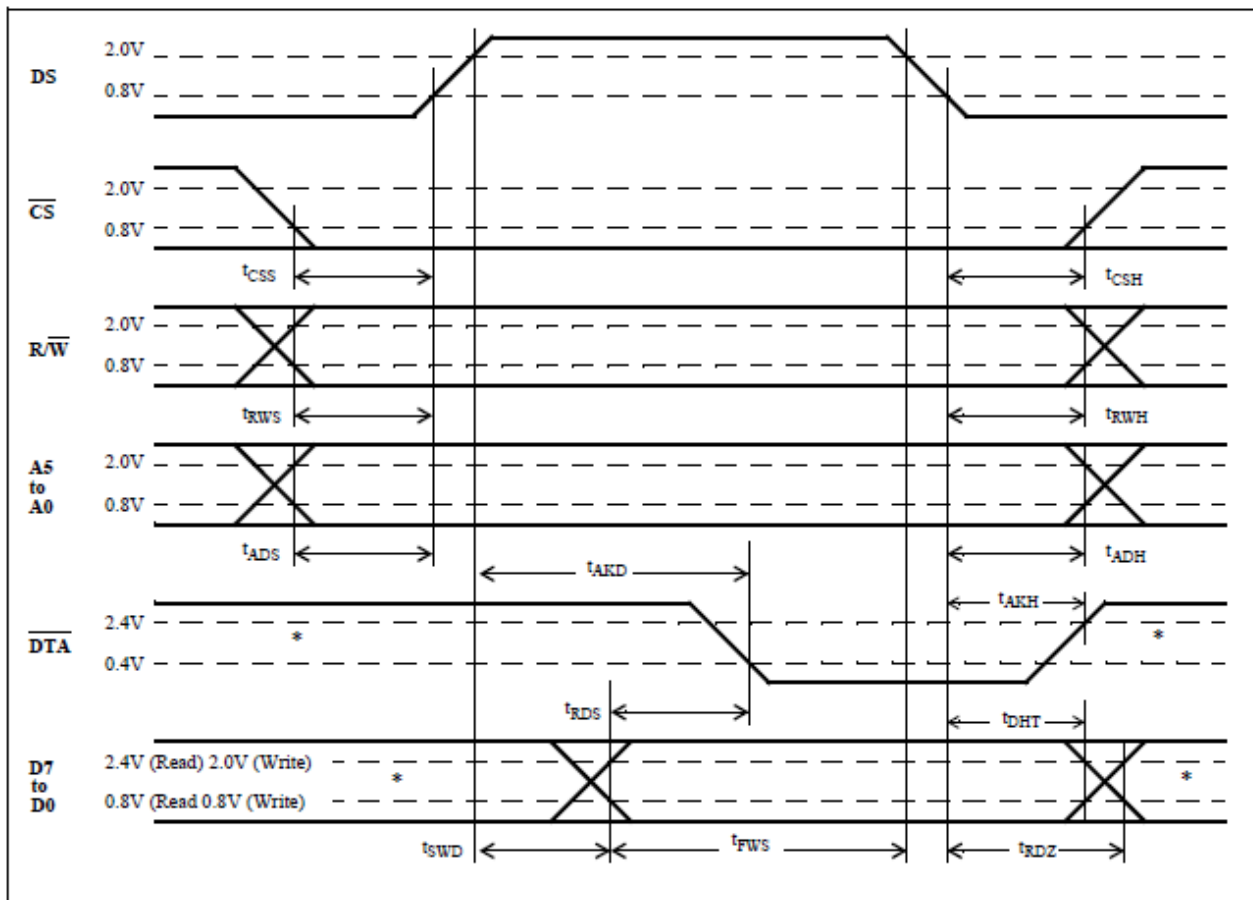 DS
2.0V
0.8V
CS
2.0V
0.8V
tCSS
tCSH
R/W
2.0V
0.8V
tRWS
tRWH
A5
to
A0
2.0V
0.8V
tADS
tADH
tAKD
tAKH
DTA
2.4V
*
*
0.4V
tRDS
tDHT
D7
to
D0
2.4V (Read) 2.0V (Write)
*
*
0.8V (Read 0.8V (Write)
tSWD
tFWS
tRDZ